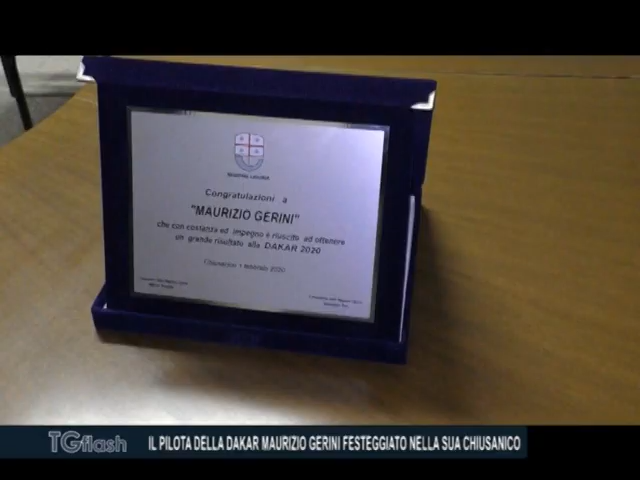 REGIONE LIGURIA
Congratulazioni a
"MAURIZIO GERINI"
che con costanza ed impegno è riuscito ad ottenere
un grande risultato alla DAKAR 2020
Chiusanico 1 febbraio 2020
TGflash IL PILOTA DELLA DAKAR MAURIZIO GERINI FESTEGGIATO NELLA SUA CHIUSANICO